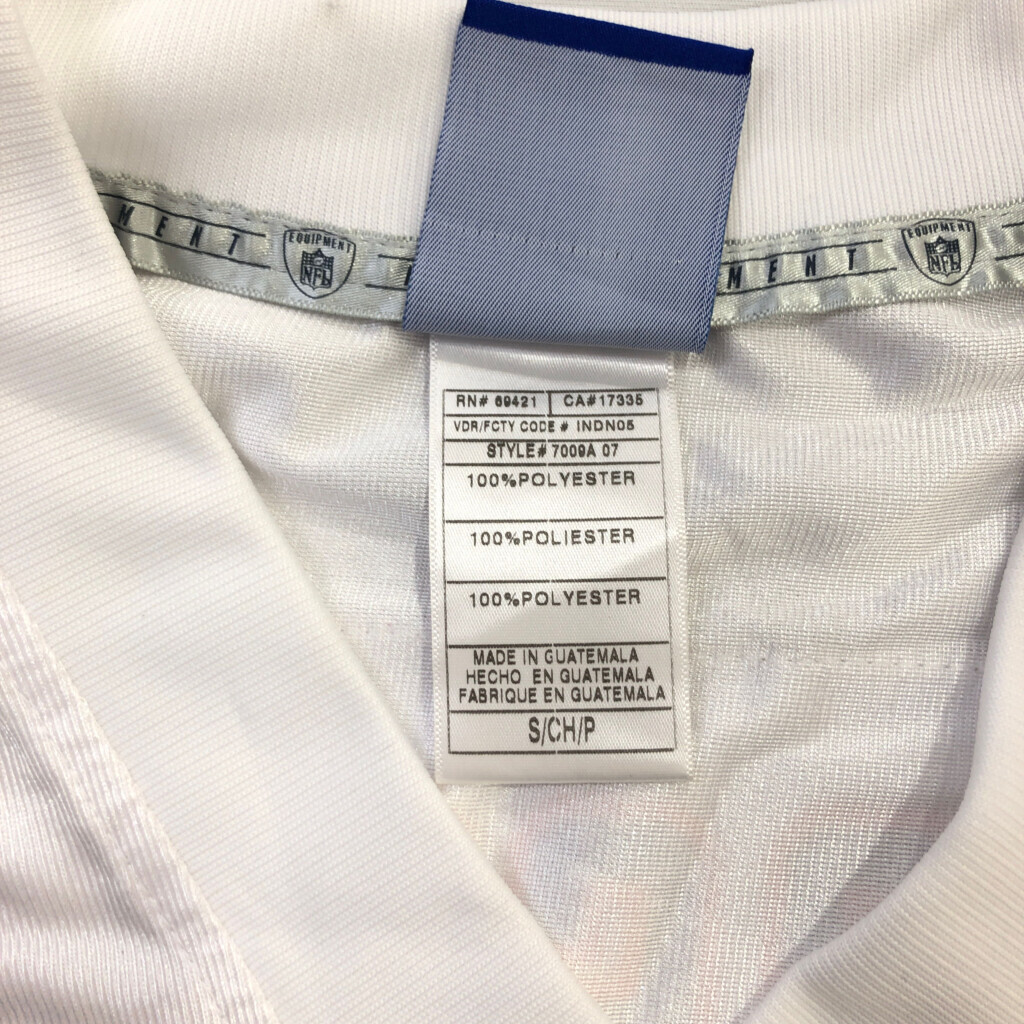 MENT
EQUIPMENT
NFL
MENT
EQUIPMENT
NFL
RN# 69421 CA#17335
VDR/FCTY CODE # INDN05
STYLE# 7009A 07
100%POLYESTER
100%POLIESTER
100%POLYESTER
MADE IN GUATEMALA
HECHO EN GUATEMALA
FABRIQUE EN GUATEMALA
S/CH/P